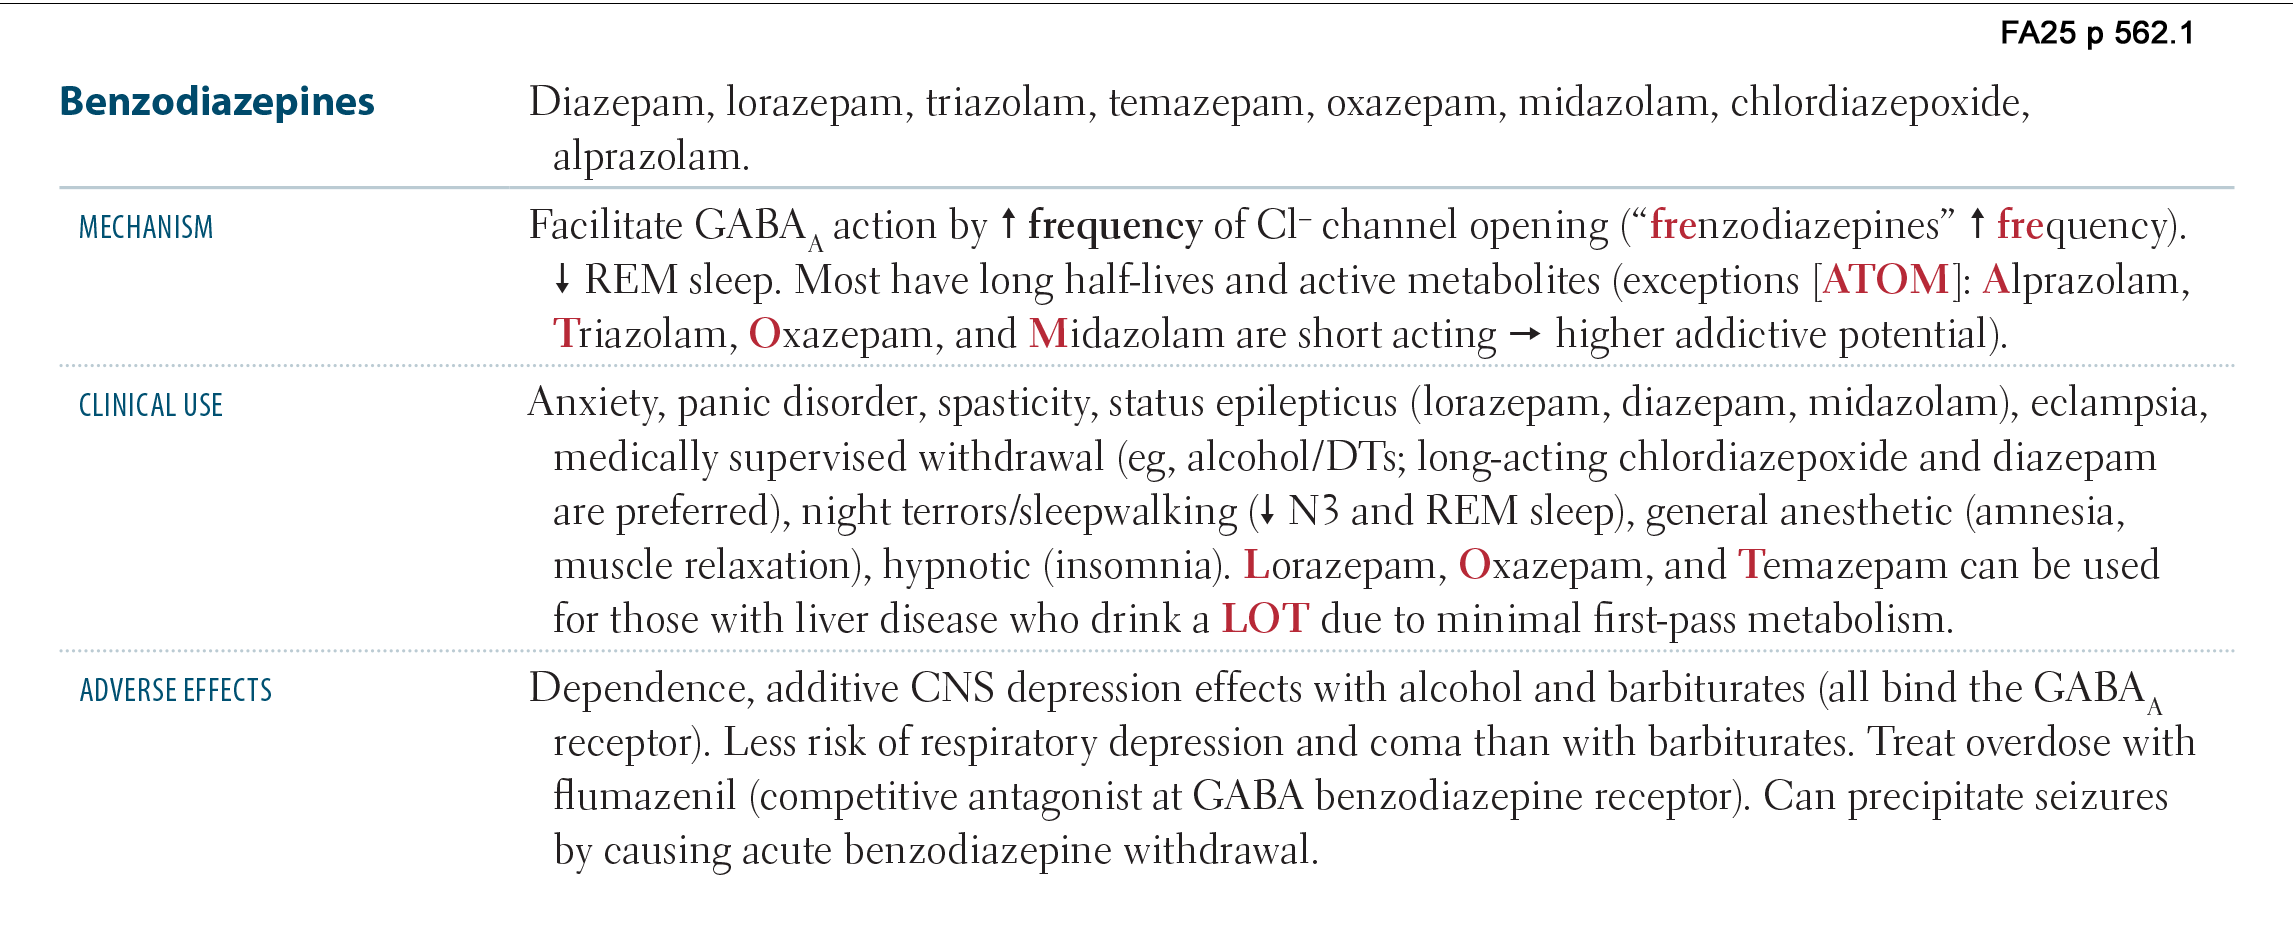 FA25 p 562.1
Benzodiazepines Diazepam, lorazepam, triazolam, temazepam, oxazepam, midazolam, chlordiazepoxide,
alprazolam.
MECHANISM Facilitate GABA_A action by ↑ frequency of Cl⁻ channel opening (“frenzodiazepines” ↑ frequency).
↓ REM sleep. Most have long half-lives and active metabolites (exceptions [ATOM]: Alprazolam,
Triazolam, Oxazepam, and Midazolam are short acting → higher addictive potential).
CLINICAL USE Anxiety, panic disorder, spasticity, status epilepticus (lorazepam, diazepam, midazolam), eclampsia,
medically supervised withdrawal (eg, alcohol/DTs; long-acting chlordiazepoxide and diazepam
are preferred), night terrors/sleepwalking (↓ N3 and REM sleep), general anesthetic (amnesia,
muscle relaxation), hypnotic (insomnia). Lorazepam, Oxazepam, and Temazepam can be used
for those with liver disease who drink a LOT due to minimal first-pass metabolism.
ADVERSE EFFECTS Dependence, additive CNS depression effects with alcohol and barbiturates (all bind the GABA_A
receptor). Less risk of respiratory depression and coma than with barbiturates. Treat overdose with
flumazenil (competitive antagonist at GABA benzodiazepine receptor). Can precipitate seizures
by causing acute benzodiazepine withdrawal.